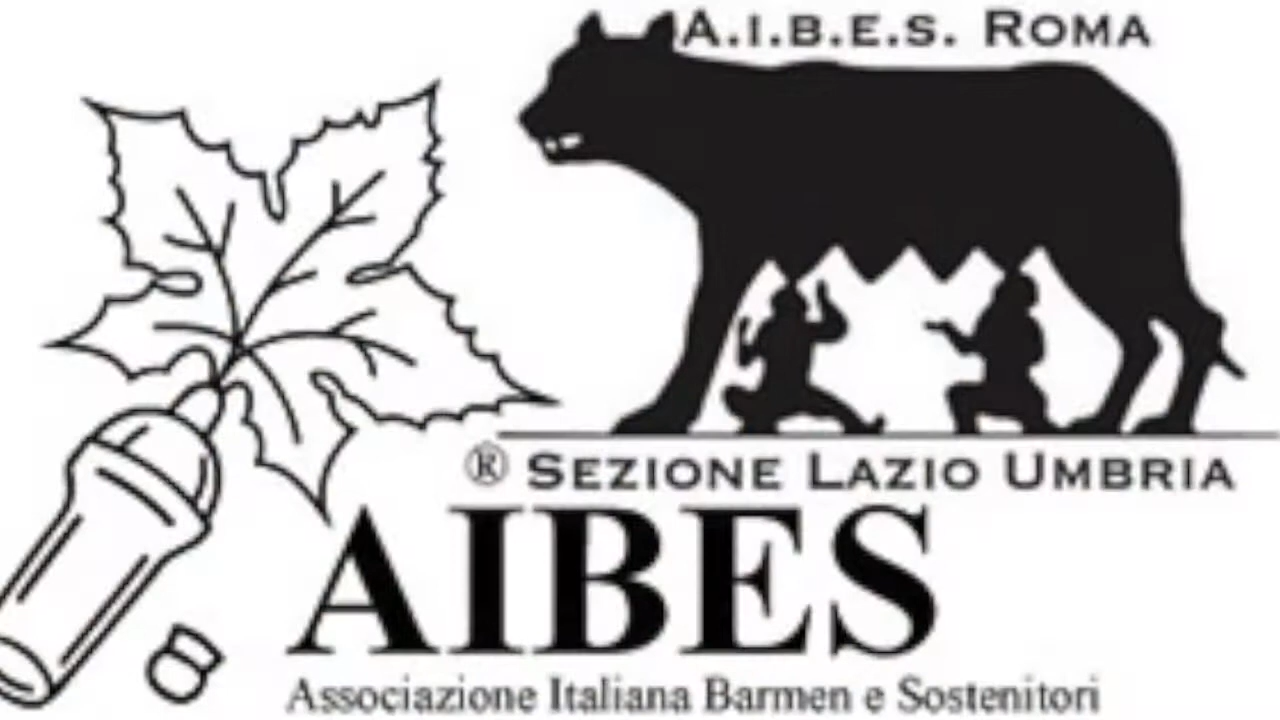 A.I.B.E.S. ROMA
® SEZIONE LAZIO UMBRIA
AIBES
Associazione Italiana Barmen e Sostenitori